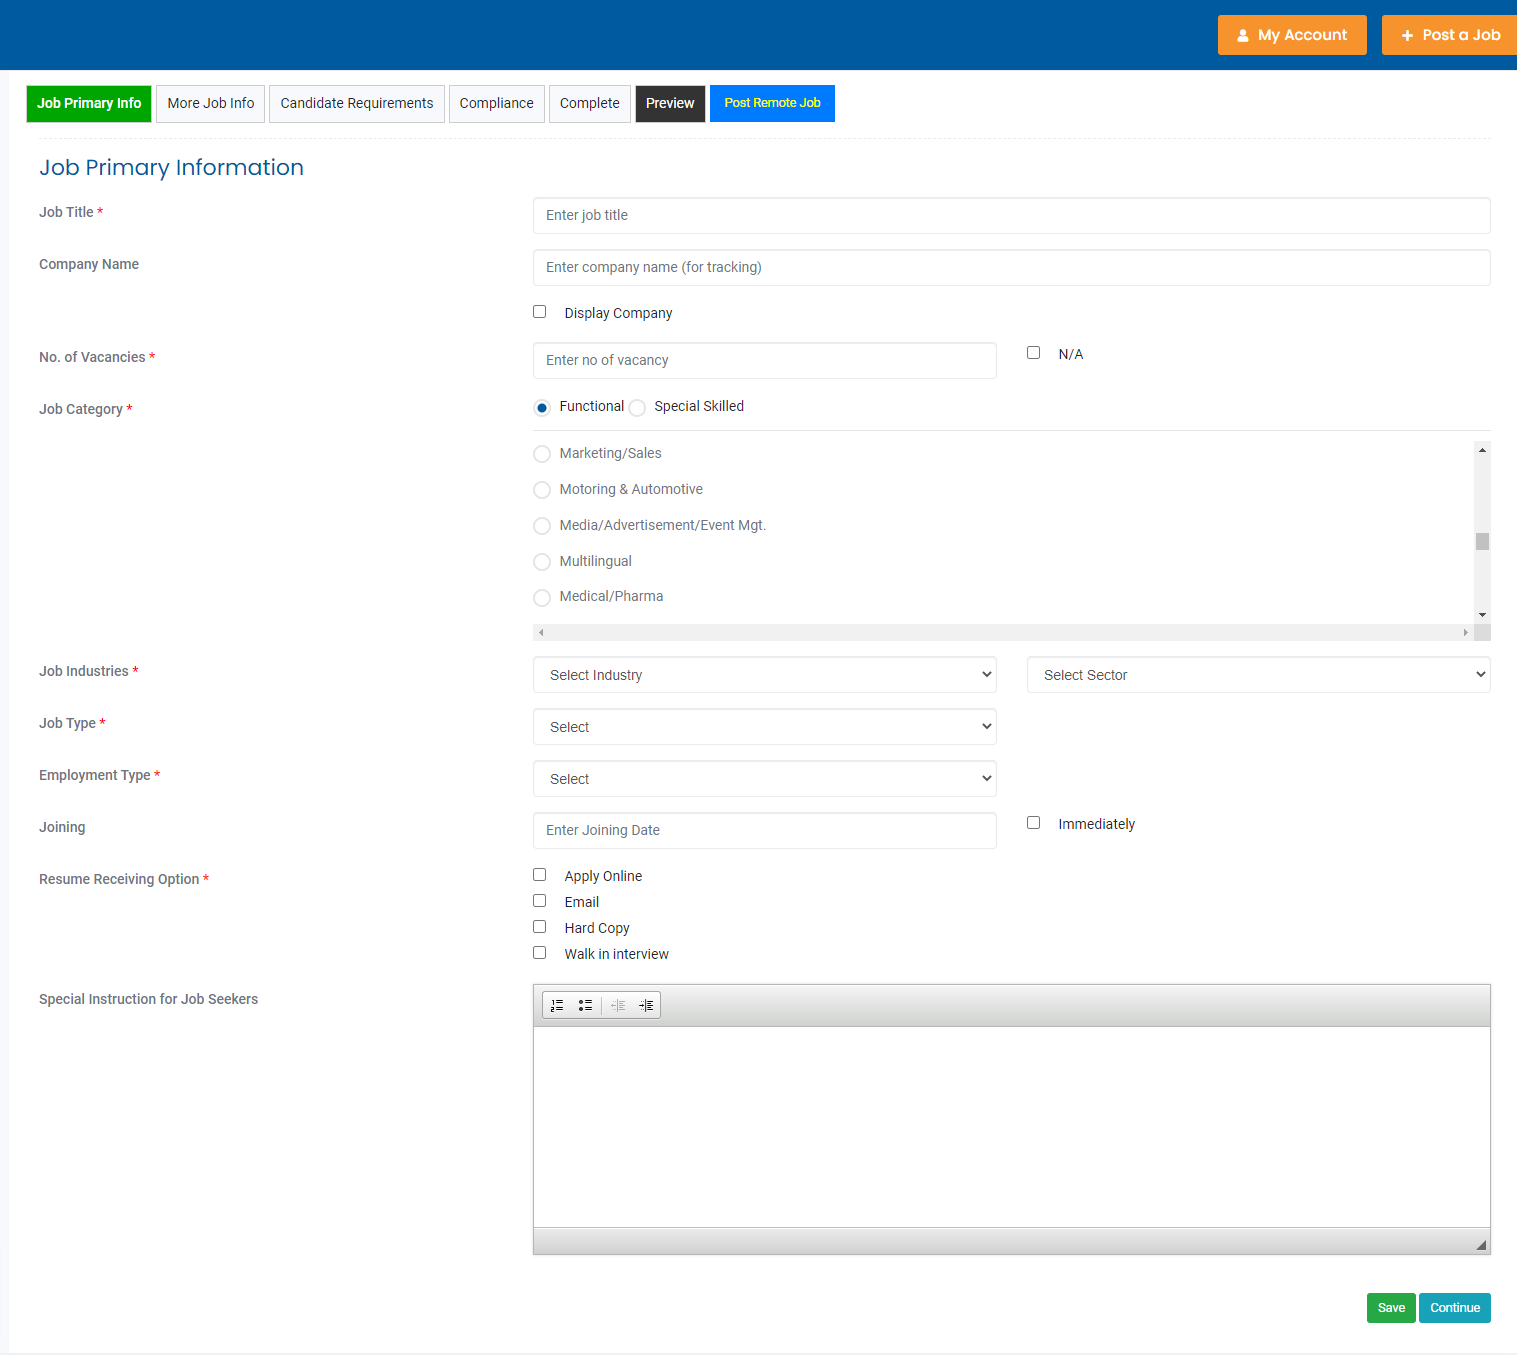 My Account
Post a Job
Job Primary Info More Job Info Candidate Requirements Compliance Complete Preview Post Remote Job
Job Primary Information
Job Title *
Enter job title
Company Name
Enter company name (for tracking)
Display Company
No. of Vacancies *
Enter no of vacancy
N/A
Job Category *
Functional Special Skilled
Marketing/Sales
Motoring & Automotive
Media/Advertisement/Event Mgt.
Multilingual
Medical/Pharma
Job Industries *
Select Industry
Select Sector
Job Type *
Select
Employment Type *
Select
Joining
Enter Joining Date
Immediately
Resume Receiving Option *
Apply Online
Email
Hard Copy
Walk in interview
Special Instruction for Job Seekers
Save Continue